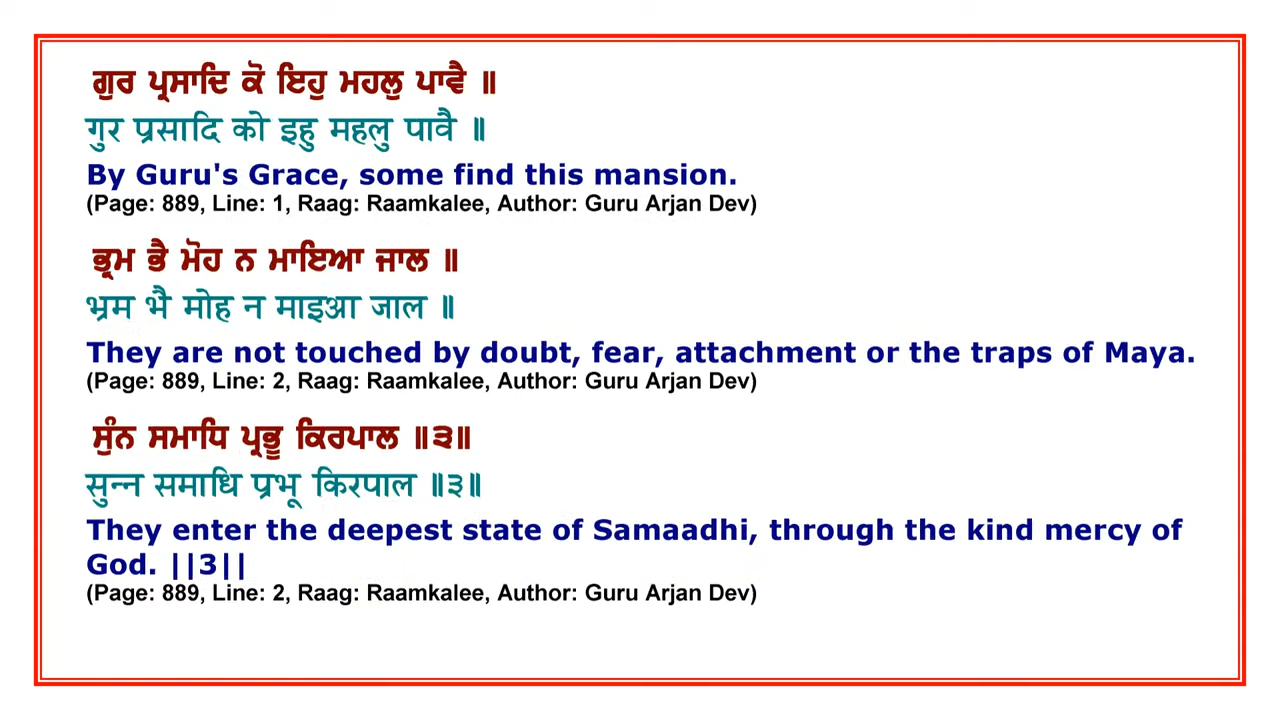 ਗੁਰ ਪ੍ਰਸਾਦਿ ਕੋ ਇਹੁ ਮਹਲੁ ਪਾਵੈ ॥
गुर प्रसादि को इहु महलु पावै ॥
By Guru's Grace, some find this mansion.
(Page: 889, Line: 1, Raag: Raamkalee, Author: Guru Arjan Dev)
ਭ੍ਰਮ ਭੈ ਮੋਹ ਨ ਮਾਇਆ ਜਾਲ ॥
भ्रम भै मोह न माइआ जाल ॥
They are not touched by doubt, fear, attachment or the traps of Maya.
(Page: 889, Line: 2, Raag: Raamkalee, Author: Guru Arjan Dev)
ਸੁੰਨ ਸਮਾਧਿ ਪ੍ਰਭੂ ਕਿਰਪਾਲ ॥੩॥
सुन्न समाधि प्रभू किरपाल ॥३॥
They enter the deepest state of Samaadhi, through the kind mercy of
God. ||3||
(Page: 889, Line: 2, Raag: Raamkalee, Author: Guru Arjan Dev)